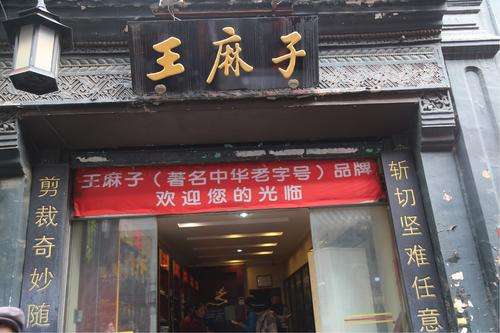 王麻子
王麻子（著名中华老字号）品牌
欢迎您的光临
剪裁奇妙随
斩切坚难任意